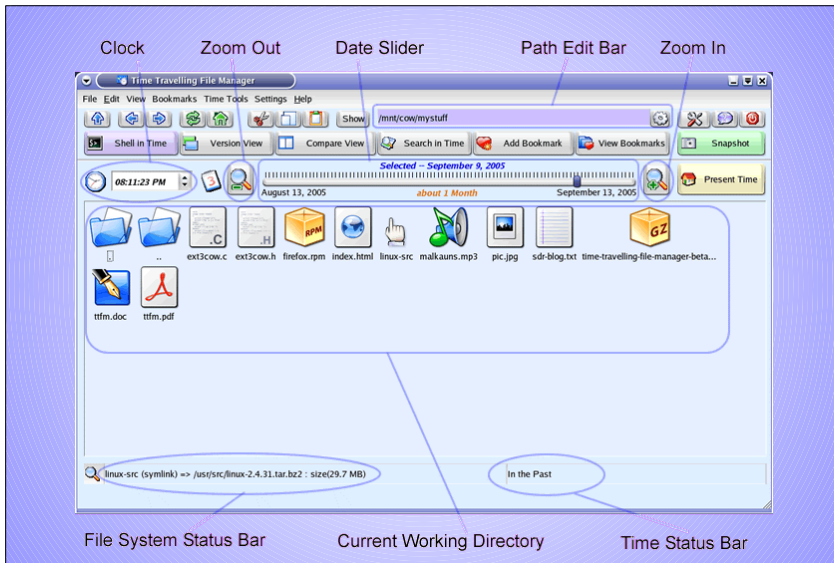 Clock Zoom Out Date Slider Path Edit Bar Zoom In
Time Travelling File Manager
File Edit View Bookmarks Time Tools Settings Help
Show /mnt/cow/mystuff
Shell in Time Version View Compare View Search in Time Add Bookmark View Bookmarks Snapshot
Selected -- September 9, 2005
08:11:23 PM 3 Present Time
August 13, 2005 about 1 Month September 13, 2005
.C .H RPM GZ
. .. ext3cow.c ext3cow.h firefox.rpm index.html linux-src malkauns.mp3 pic.jpg sdr-blog.txt time-travelling-file-manager-beta...
ttfm.doc ttfm.pdf
linux-src (symlink) => /usr/src/linux-2.4.31.tar.bz2 : size(29.7 MB) In the Past
File System Status Bar Current Working Directory Time Status Bar